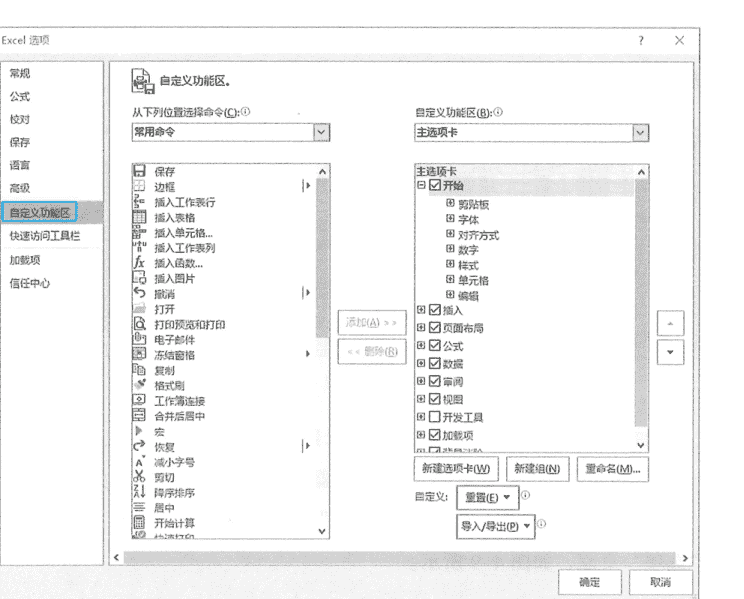 Excel 选项
? ×
常规
公式
校对
保存
语言
高级
自定义功能区
快速访问工具栏
加载项
信任中心
自定义功能区。
从下列位置选择命令(C):
常用命令
保存
边框
插入工作表行
插入表格
插入单元格...
插入工作表列
fx 插入函数...
插入图片
撤消
打开
打印预览和打印
电子邮件
冻结窗格
复制
格式刷
工作簿连接
合并后居中
宏
恢复
减小字号
剪切
降序排序
居中
开始计算
快速打印
添加(A) >>
<< 删除(R)
自定义功能区(B):
主选项卡
主选项卡
开始
剪贴板
字体
对齐方式
数字
样式
单元格
编辑
插入
页面布局
公式
数据
审阅
视图
开发工具
加载项
背景消除
新建选项卡(W)
新建组(N)
重命名(M)...
自定义:
重置(E)
导入/导出(P)
确定
取消